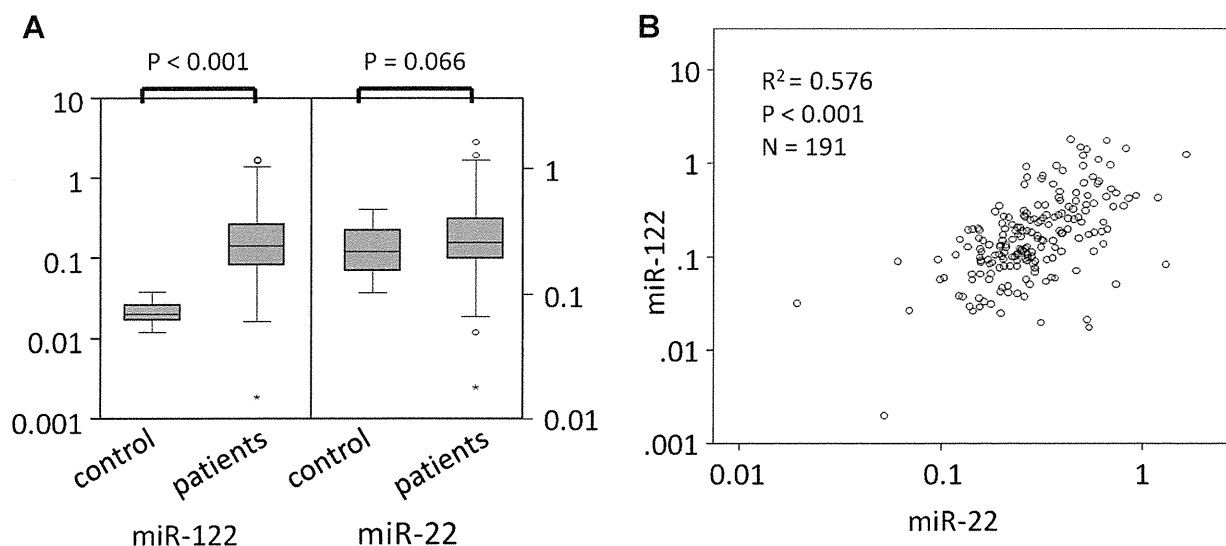 A
P < 0.001
P = 0.066
10
1
0.1
0.01
0.001
1
0.1
0.01
control
patients
control
patients
miR-122
miR-22
B
R² = 0.576
P < 0.001
N = 191
10
1
.1
.01
.001
miR-122
0.01
0.1
1
miR-22